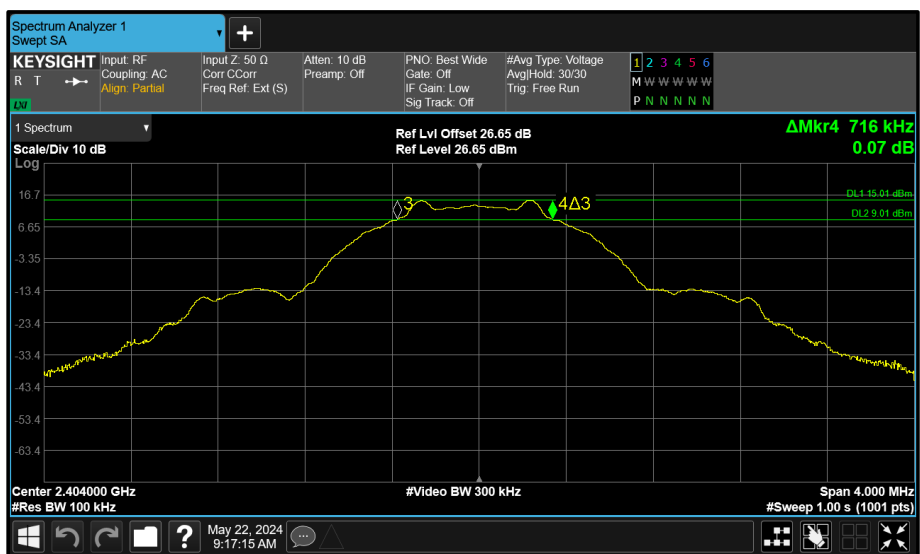 Spectrum Analyzer 1
Swept SA
+
KEYSIGHT
R T
LXI
Input: RF
Coupling: AC
Align: Partial
Input Z: 50 Ω
Corr CCorr
Freq Ref: Ext (S)
Atten: 10 dB
Preamp: Off
PNO: Best Wide
Gate: Off
IF Gain: Low
Sig Track: Off
#Avg Type: Voltage
Avg|Hold: 30/30
Trig: Free Run
1 2 3 4 5 6
M W W W W W
P N N N N N
1 Spectrum
Scale/Div 10 dB
Log
Ref Lvl Offset 26.65 dB
Ref Level 26.65 dBm
ΔMkr4 716 kHz
0.07 dB
16.7
6.65
-3.35
-13.4
-23.4
-33.4
-43.4
-53.4
-63.4
3
4Δ3
DL1 15.01 dBm
DL2 9.01 dBm
Center 2.404000 GHz
#Res BW 100 kHz
#Video BW 300 kHz
Span 4.000 MHz
#Sweep 1.00 s (1001 pts)
?
May 22, 2024
9:17:15 AM